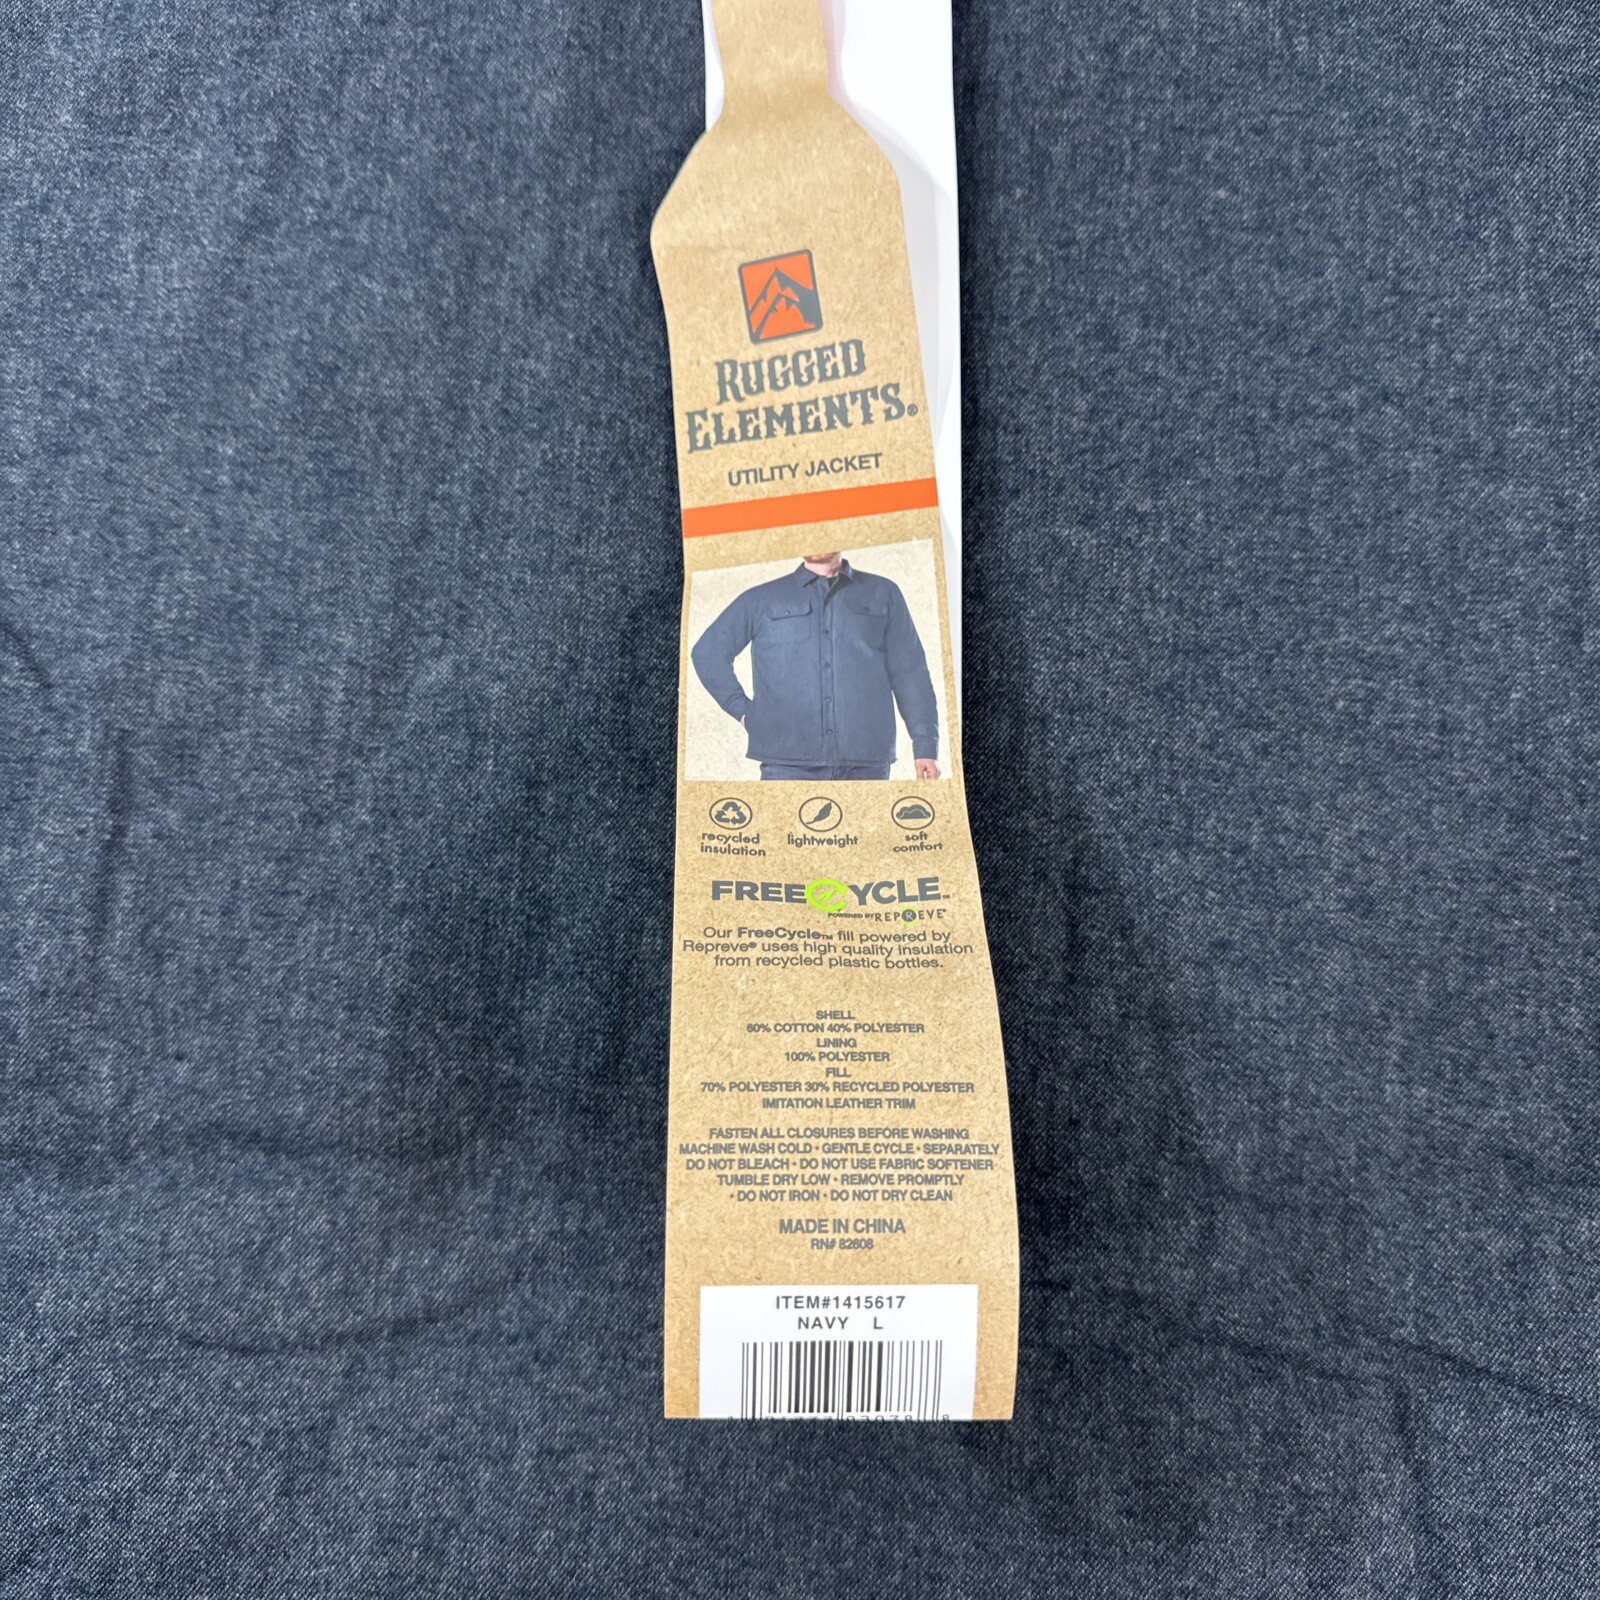 RUGGED
ELEMENTS®
UTILITY JACKET
recycled insulation
lightweight
soft comfort
FREECYCLE™
POWERED BY REPREVE®
Our FreeCycle™ fill powered by
Repreve® uses high quality insulation
from recycled plastic bottles.
SHELL
60% COTTON 40% POLYESTER
LINING
100% POLYESTER
FILL
70% POLYESTER 30% RECYCLED POLYESTER
IMITATION LEATHER TRIM
FASTEN ALL CLOSURES BEFORE WASHING
MACHINE WASH COLD • GENTLE CYCLE • SEPARATELY
DO NOT BLEACH • DO NOT USE FABRIC SOFTENER
TUMBLE DRY LOW • REMOVE PROMPTLY
• DO NOT IRON • DO NOT DRY CLEAN
MADE IN CHINA
RN# 82608
ITEM#1415617
NAVY L